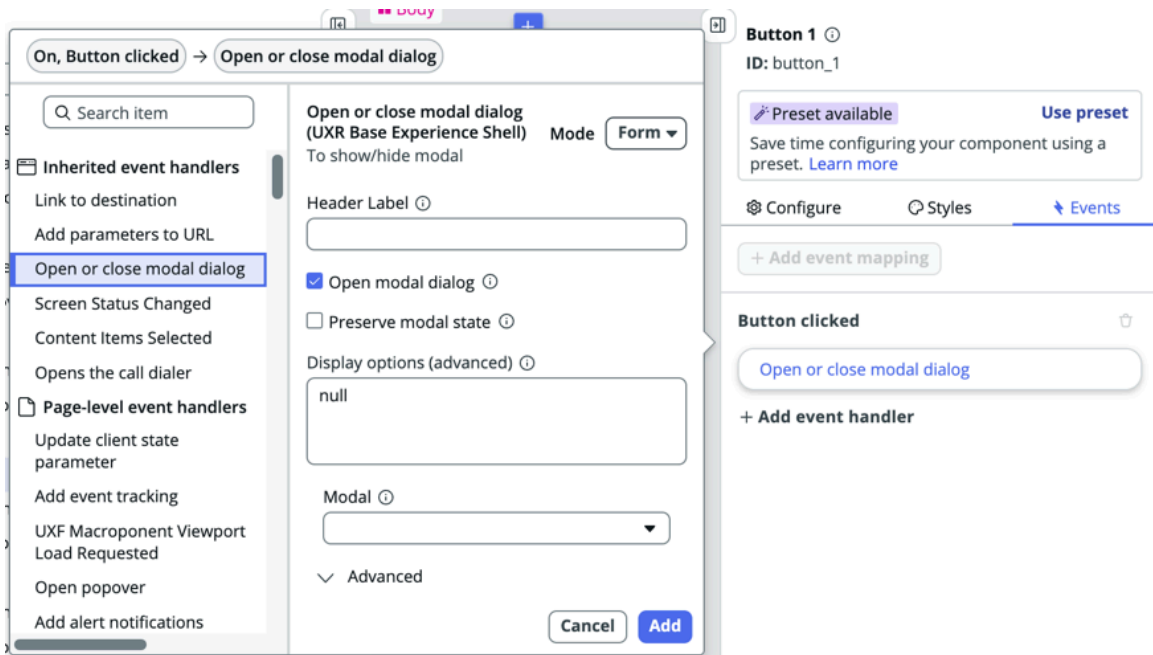 Body
On, Button clicked → Open or close modal dialog
Search item
Inherited event handlers
Link to destination
Add parameters to URL
Open or close modal dialog
Screen Status Changed
Content Items Selected
Opens the call dialer
Page-level event handlers
Update client state
parameter
Add event tracking
UXF Macroponent Viewport
Load Requested
Open popover
Add alert notifications
Open or close modal dialog
(UXR Base Experience Shell)
To show/hide modal
Mode
Form
Header Label
Open modal dialog
Preserve modal state
Display options (advanced)
null
Modal
Advanced
Cancel
Add
Button 1
ID: button_1
Preset available
Use preset
Save time configuring your component using a
preset. Learn more
Configure
Styles
Events
+ Add event mapping
Button clicked
Open or close modal dialog
+ Add event handler